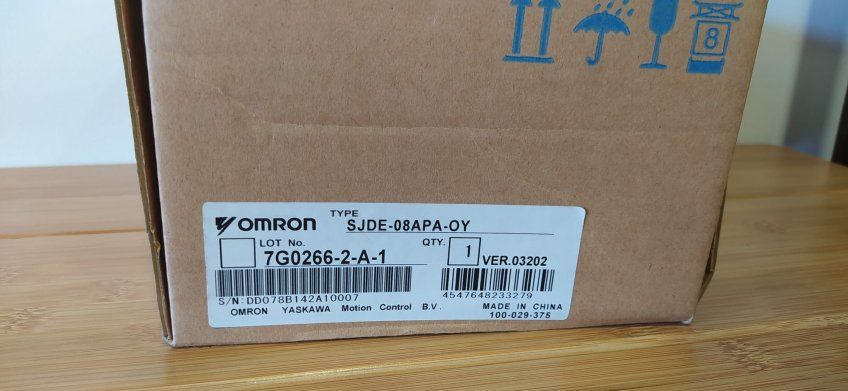 8
OMRON
TYPE SJDE-08APA-OY
LOT No. 7G0266-2-A-1
QTY. 1 VER.03202
S/N:DD078B142A10007
4547648233279
OMRON YASKAWA Motion Control B.V.
MADE IN CHINA
100-029-375